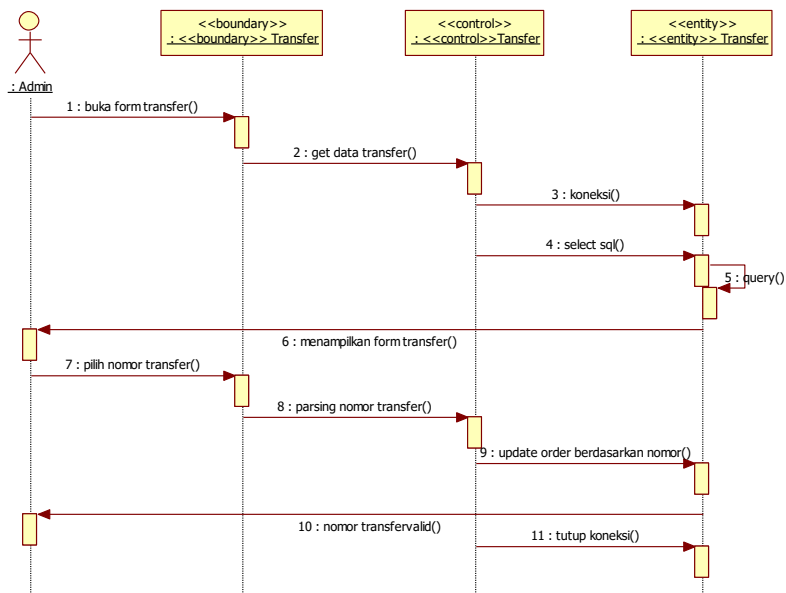 <<boundary>>
: <<boundary>> Transfer
<<control>>
: <<control>>Tansfer
<<entity>>
: <<entity>> Transfer
: Admin
1 : buka form transfer()
2 : get data transfer()
3 : koneksi()
4 : select sql()
5 : query()
6 : menampilkan form transfer()
7 : pilih nomor transfer()
8 : parsing nomor transfer()
9 : update order berdasarkan nomor()
10 : nomor transfervalid()
11 : tutup koneksi()